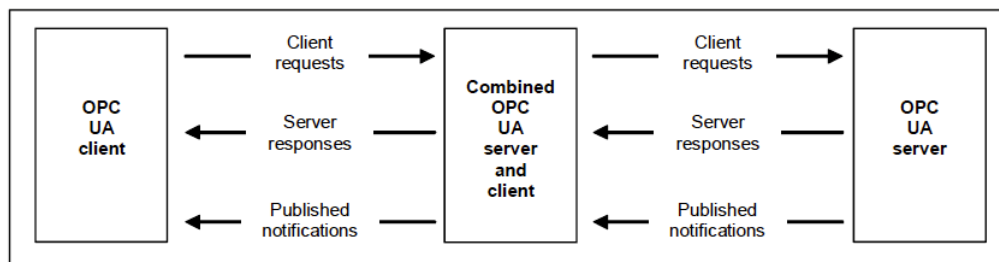 OPC
UA
client
Client
requests
Server
responses
Published
notifications
Combined
OPC
UA
server
and
client
Client
requests
Server
responses
Published
notifications
OPC
UA
server